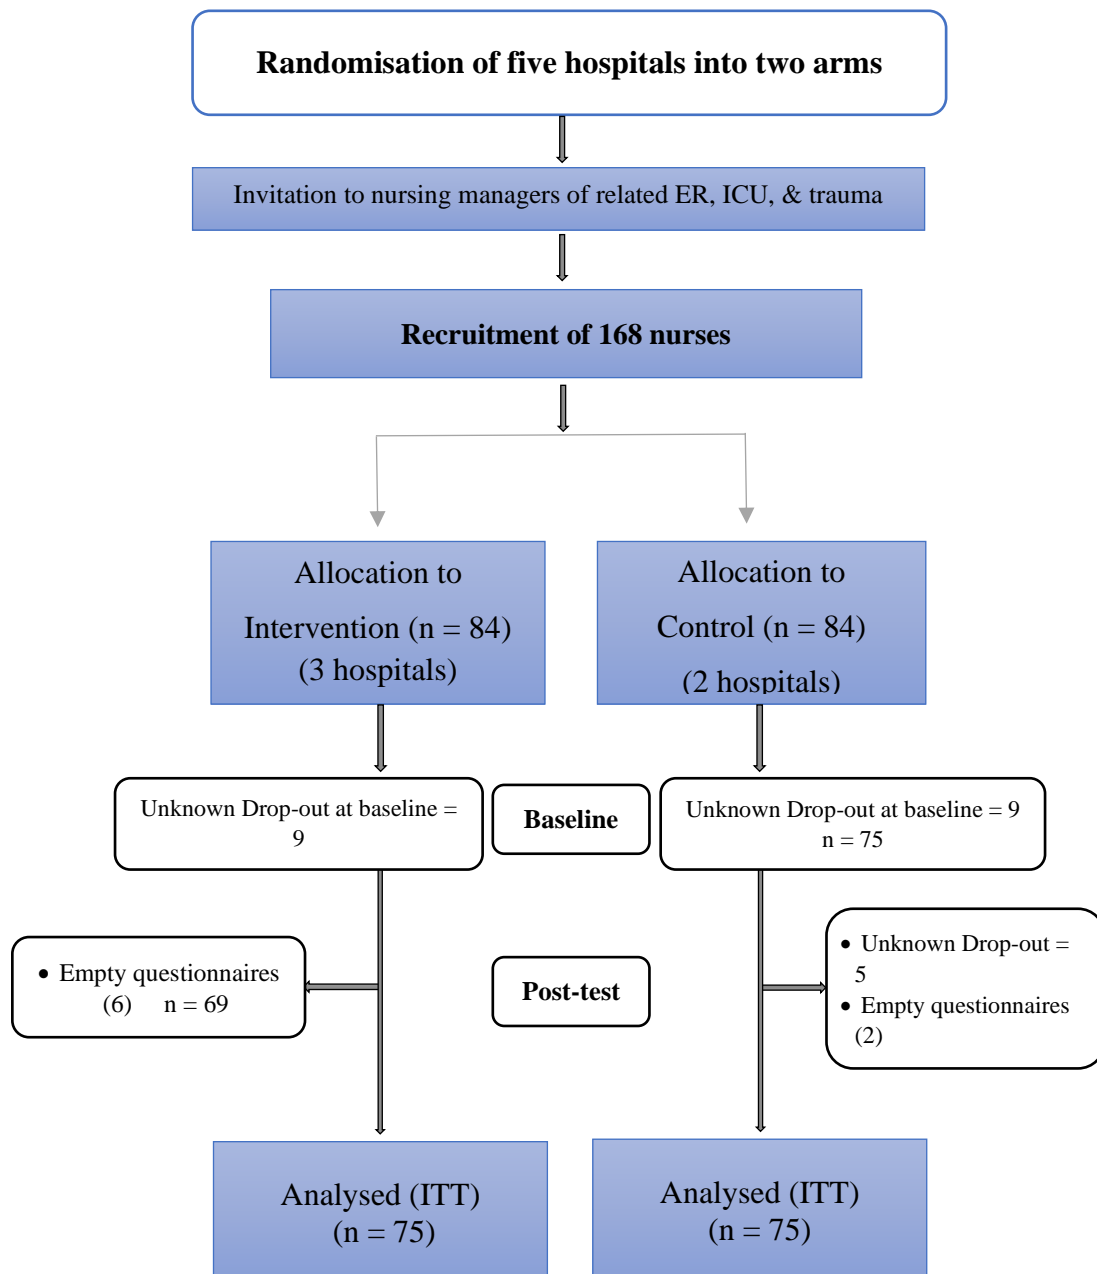 Randomisation of five hospitals into two arms
Invitation to nursing managers of related ER, ICU, & trauma
Recruitment of 168 nurses
Allocation to
Intervention (n = 84)
(3 hospitals)
Allocation to
Control (n = 84)
(2 hospitals)
Unknown Drop-out at baseline =
9
Baseline
Unknown Drop-out at baseline = 9
n = 75
• Empty questionnaires
(6) n = 69
Post-test
• Unknown Drop-out =
5
• Empty questionnaires
(2)
Analysed (ITT)
(n = 75)
Analysed (ITT)
(n = 75)